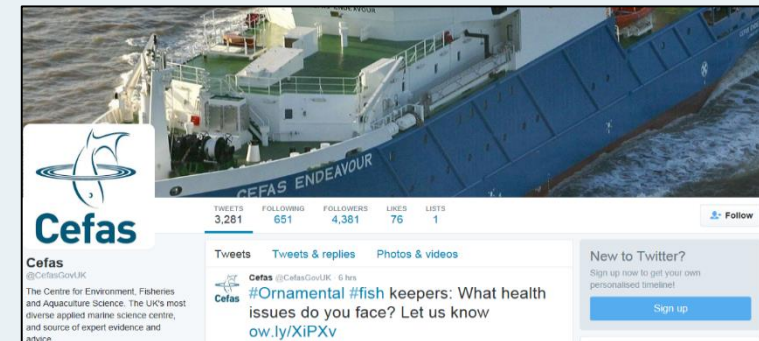 CEFAS ENDEAVOUR
Cefas
TWEETS FOLLOWING FOLLOWERS LIKES LISTS
3,281 651 4,381 76 1
Follow
Cefas
@CefasGovUK
The Centre for Environment, Fisheries
and Aquaculture Science. The UK's most
diverse applied marine science centre,
and source of expert evidence and
advice
Tweets Tweets & replies Photos & videos
Cefas @CefasGovUK 6 hrs
Cefas
#Ornamental #fish keepers: What health
issues do you face? Let us know
ow.ly/XiPXv
New to Twitter?
Sign up now to get your own
personalised timeline!
Sign up